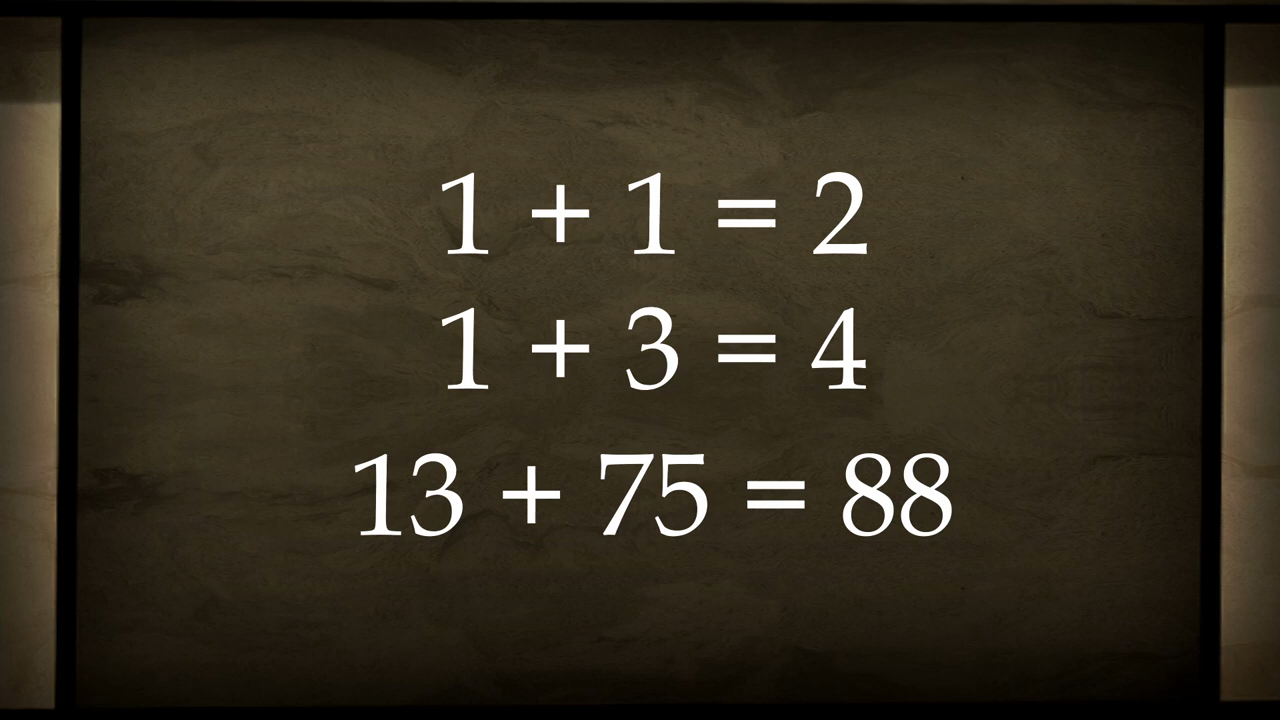 1 + 1 = 2
1 + 3 = 4
13 + 75 = 88